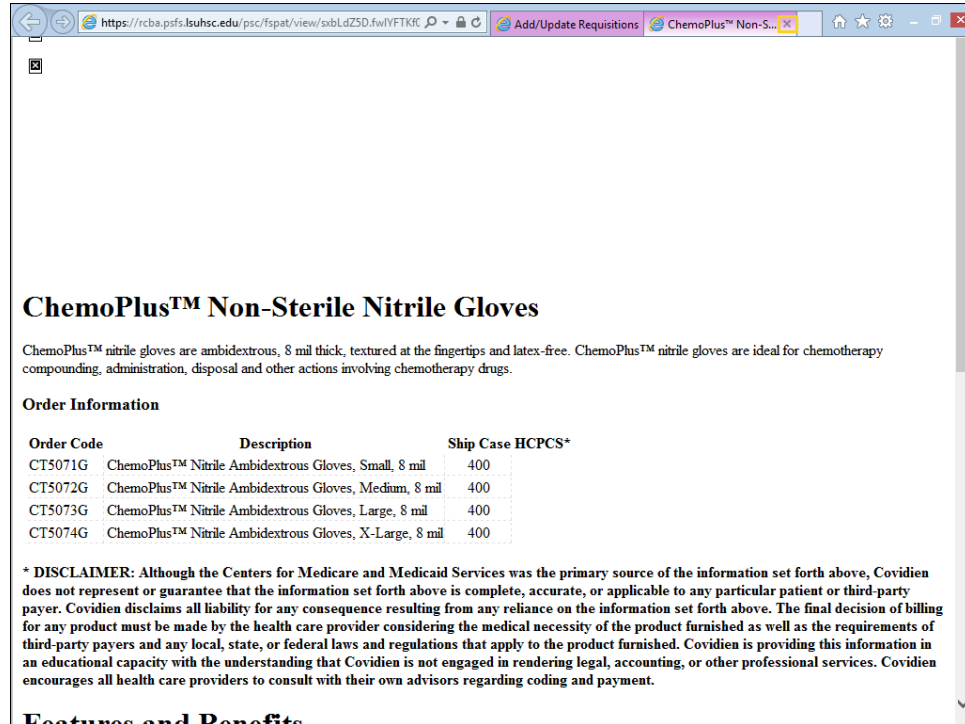 https://rcba.psfs.lsuhsc.edu/psc/fspat/view/sxbLdZ5D.fwIYFTKfC
Add/Update Requisitions
ChemoPlus™ Non-S...
ChemoPlus™ Non-Sterile Nitrile Gloves
ChemoPlus™ nitrile gloves are ambidextrous, 8 mil thick, textured at the fingertips and latex-free. ChemoPlus™ nitrile gloves are ideal for chemotherapy
compounding, administration, disposal and other actions involving chemotherapy drugs.
Order Information
Order Code Description Ship Case HCPCS*
CT5071G ChemoPlus™ Nitrile Ambidextrous Gloves, Small, 8 mil 400
CT5072G ChemoPlus™ Nitrile Ambidextrous Gloves, Medium, 8 mil 400
CT5073G ChemoPlus™ Nitrile Ambidextrous Gloves, Large, 8 mil 400
CT5074G ChemoPlus™ Nitrile Ambidextrous Gloves, X-Large, 8 mil 400
* DISCLAIMER: Although the Centers for Medicare and Medicaid Services was the primary source of the information set forth above, Covidien
does not represent or guarantee that the information set forth above is complete, accurate, or applicable to any particular patient or third-party
payer. Covidien disclaims all liability for any consequence resulting from any reliance on the information set forth above. The final decision of billing
for any product must be made by the health care provider considering the medical necessity of the product furnished as well as the requirements of
third-party payers and any local, state, or federal laws and regulations that apply to the product furnished. Covidien is providing this information in
an educational capacity with the understanding that Covidien is not engaged in rendering legal, accounting, or other professional services. Covidien
encourages all health care providers to consult with their own advisors regarding coding and payment.
Features and Benefits